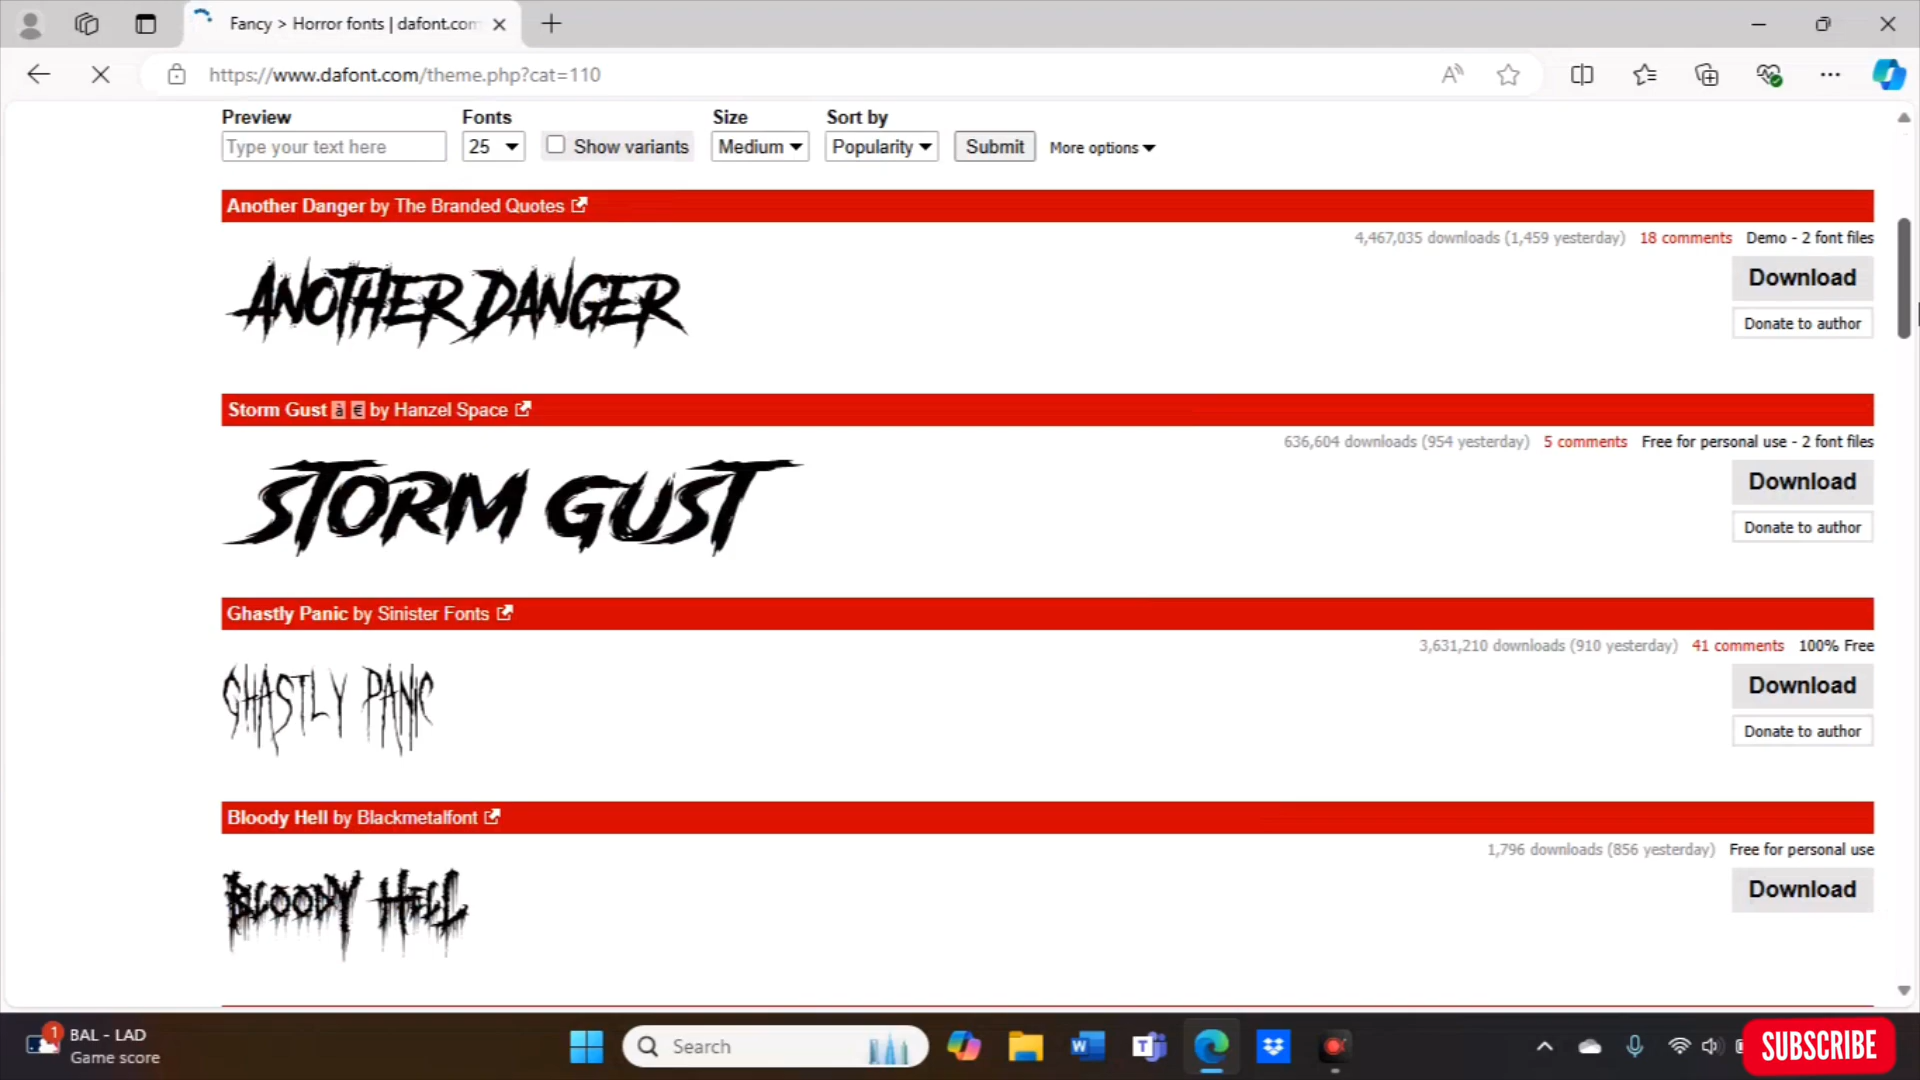 Fancy > Horror fonts | dafont.com
https://www.dafont.com/theme.php?cat=110
Preview Fonts Size Sort by
Type your text here 25 Show variants Medium Popularity Submit More options
Another Danger by The Branded Quotes
4,467,035 downloads (1,459 yesterday) 18 comments Demo - 2 font files
ANOTHER DANGER
Download
Donate to author
Storm Gust à € by Hanzel Space
636,604 downloads (954 yesterday) 5 comments Free for personal use - 2 font files
STORM GUST
Download
Donate to author
Ghastly Panic by Sinister Fonts
3,631,210 downloads (910 yesterday) 41 comments 100% Free
GHASTLY PANIC
Download
Donate to author
Bloody Hell by Blackmetalfont
1,796 downloads (856 yesterday) Free for personal use
BLOODY HELL
Download
1 BAL - LAD
Game score
Search
SUBSCRIBE